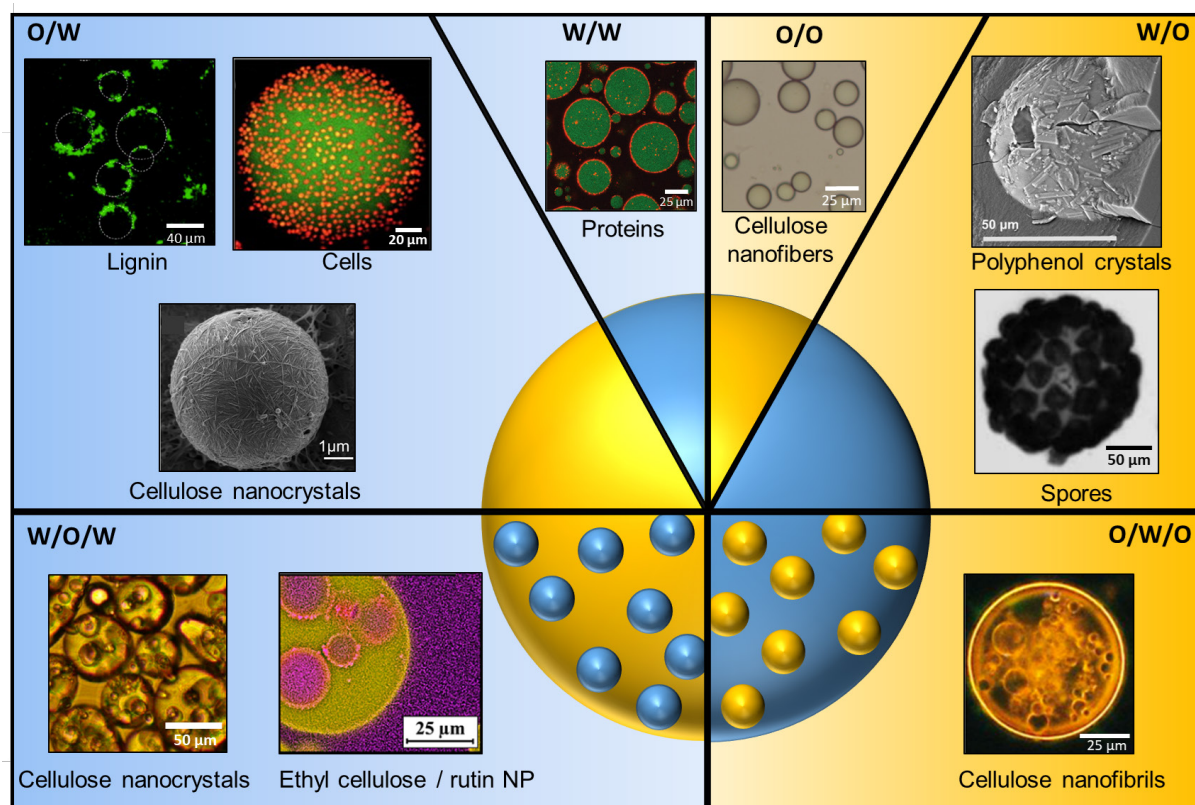 O/W
W/W
O/O
W/O
40 µm
20 µm
25 µm
25 µm
50 µm
Lignin
Cells
Proteins
Cellulose
nanofibers
Polyphenol crystals
1µm
50 µm
Cellulose nanocrystals
Spores
W/O/W
O/W/O
50 µm
25 µm
25 µm
Cellulose nanocrystals
Ethyl cellulose / rutin NP
Cellulose nanofibrils